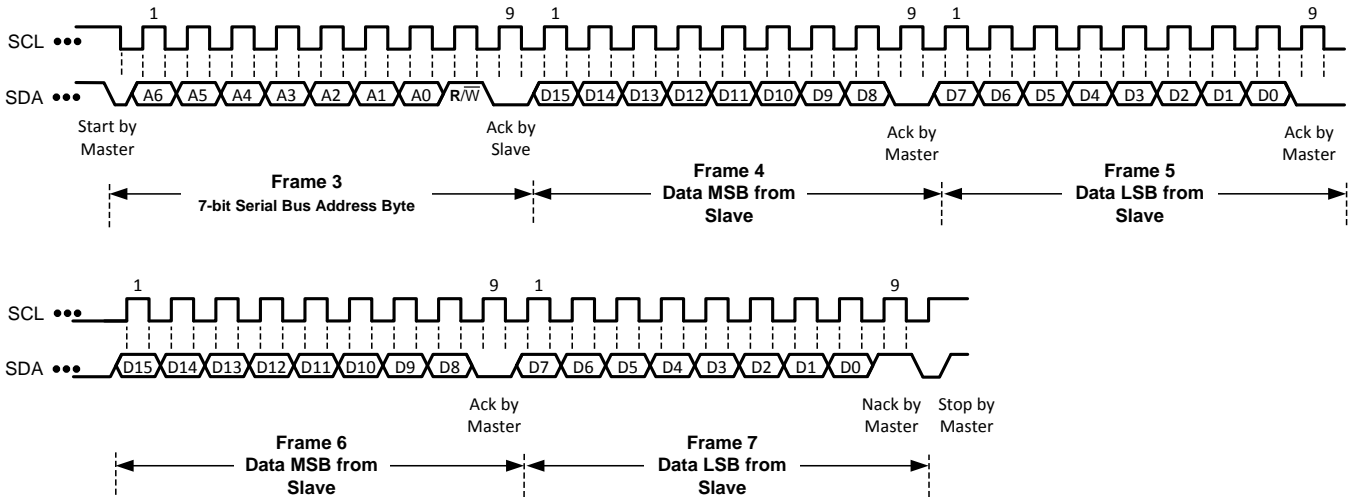 1 9 1 9 1 9
SCL •••
SDA ••• A6 A5 A4 A3 A2 A1 A0 R/W̅ D15 D14 D13 D12 D11 D10 D9 D8 D7 D6 D5 D4 D3 D2 D1 D0
Start by
Master
Ack by
Slave
Ack by
Master
Ack by
Master
Frame 3
7-bit Serial Bus Address Byte
Frame 4
Data MSB from
Slave
Frame 5
Data LSB from
Slave
1 9 1 9
SCL •••
SDA ••• D15 D14 D13 D12 D11 D10 D9 D8 D7 D6 D5 D4 D3 D2 D1 D0
Ack by
Master
Nack by
Master
Stop by
Master
Frame 6
Data MSB from
Slave
Frame 7
Data LSB from
Slave